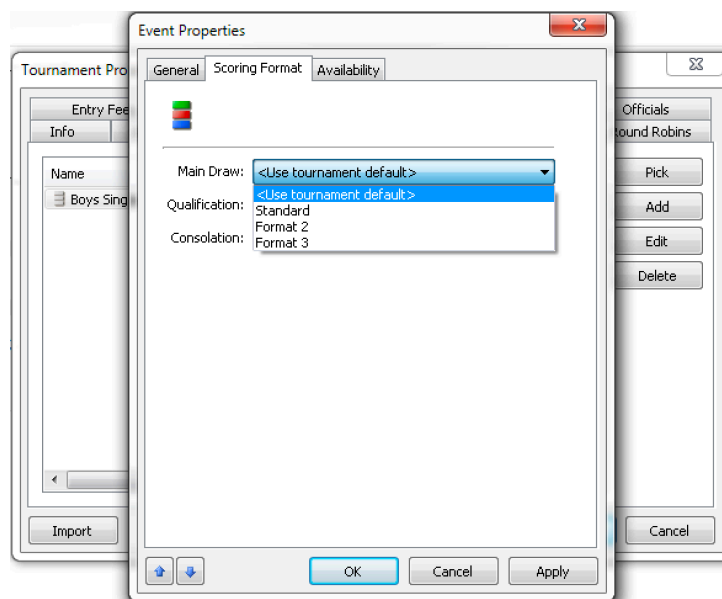 Event Properties
General Scoring Format Availability
Main Draw: <Use tournament default>
<Use tournament default>
Standard
Format 2
Format 3
Qualification:
Consolation:
OK Cancel Apply
Tournament Pro
Entry Fee
Officials
Info
Round Robins
Name
Boys Sing
Pick
Add
Edit
Delete
Import
Cancel